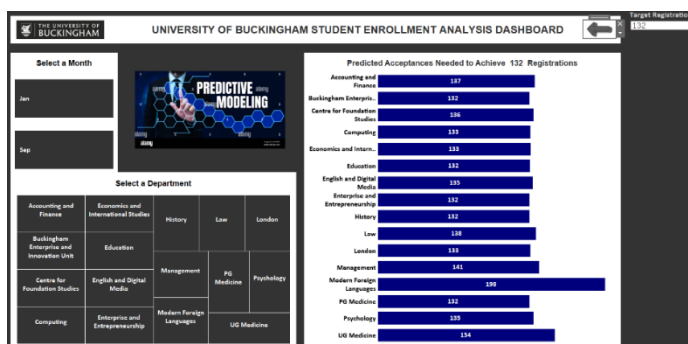 THE UNIVERSITY OF
BUCKINGHAM
UNIVERSITY OF BUCKINGHAM STUDENT ENROLLMENT ANALYSIS DASHBOARD
Target Registration
132
Select a Month
Jan
Sep
PREDICTIVE
MODELING
alamy
alamy
alamy
Select a Department
Accounting and
Finance
Economics and
International Studies
History
Law
London
Buckingham
Enterprise and
Innovation Unit
Education
Management
PG
Medicine
Psychology
Centre for
Foundation Studies
English and Digital
Media
Computing
Enterprise and
Entrepreneurship
Modern Foreign
Languages
UG Medicine
Predicted Acceptances Needed to Achieve 132 Registrations
Accounting and
Finance
137
Buckingham Enterpris..
132
Centre for Foundation
Studies
136
Computing
133
Economics and Intern..
133
Education
132
English and Digital
Media
135
Enterprise and
Entrepreneurship
132
History
132
Law
138
London
133
Management
141
Modern Foreign
Languages
PG Medicine
132
Psychology
135
UG Medicine